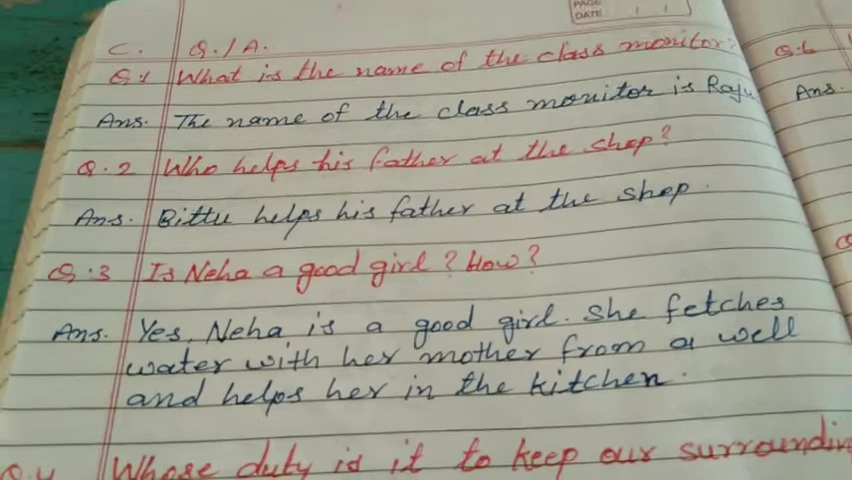 PAGE
DATE
C. Q./A.
Q.1 What is the name of the class monitor?
Ans. The name of the class monitor is Raju
Q.2 Who helps his father at the shop?
Ans. Bittu helps his father at the shop.
Q.3 Is Neha a good girl? How?
Ans. Yes, Neha is a good girl. She fetches
water with her mother from a well
and helps her in the kitchen.
Q.4 Whose duty is it to keep our surroundin
Q.6
Ans.